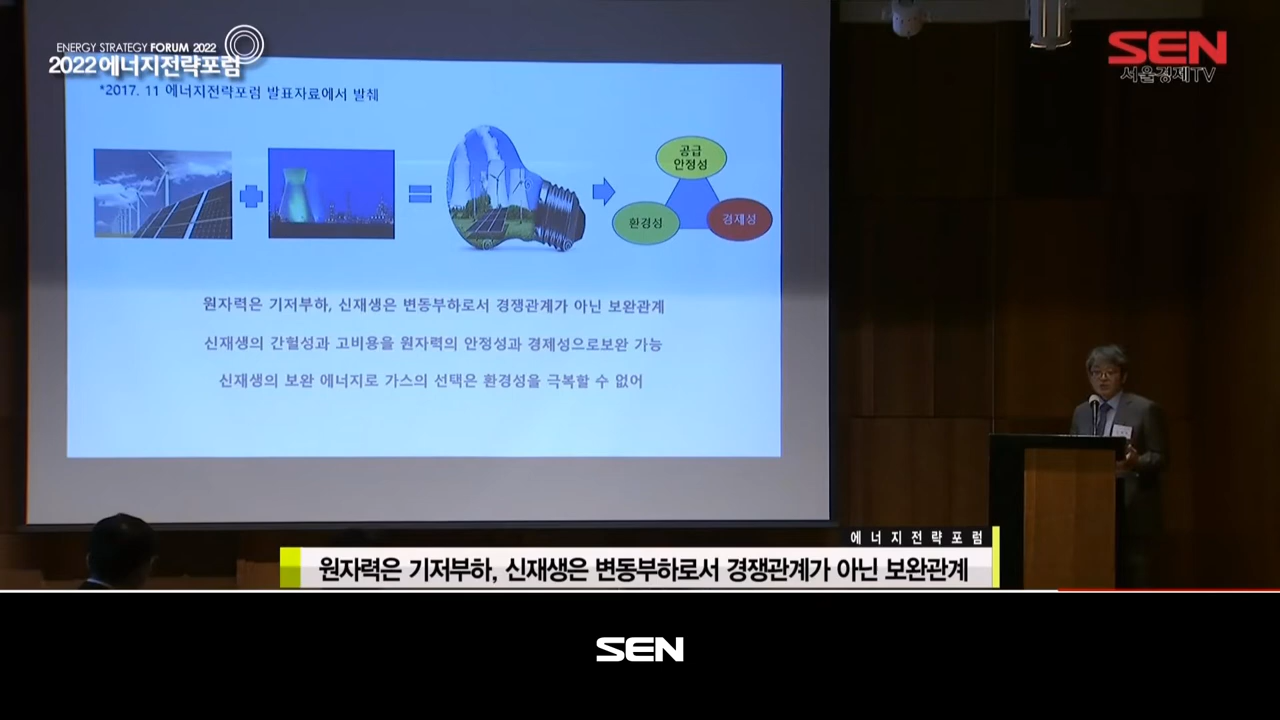 ENERGY STRATEGY FORUM 2022
2022에너지전략포럼
SEN
서울경제TV
*2017. 11 에너지전략포럼 발표자료에서 발췌
공급
안정성
환경성
경제성
원자력은 기저부하, 신재생은 변동부하로서 경쟁관계가 아닌 보완관계
신재생의 간헐성과 고비용을 원자력의 안정성과 경제성으로보완 가능
신재생의 보완 에너지로 가스의 선택은 환경성을 극복할 수 없어
에너지전략포럼
원자력은 기저부하, 신재생은 변동부하로서 경쟁관계가 아닌 보완관계
SEN